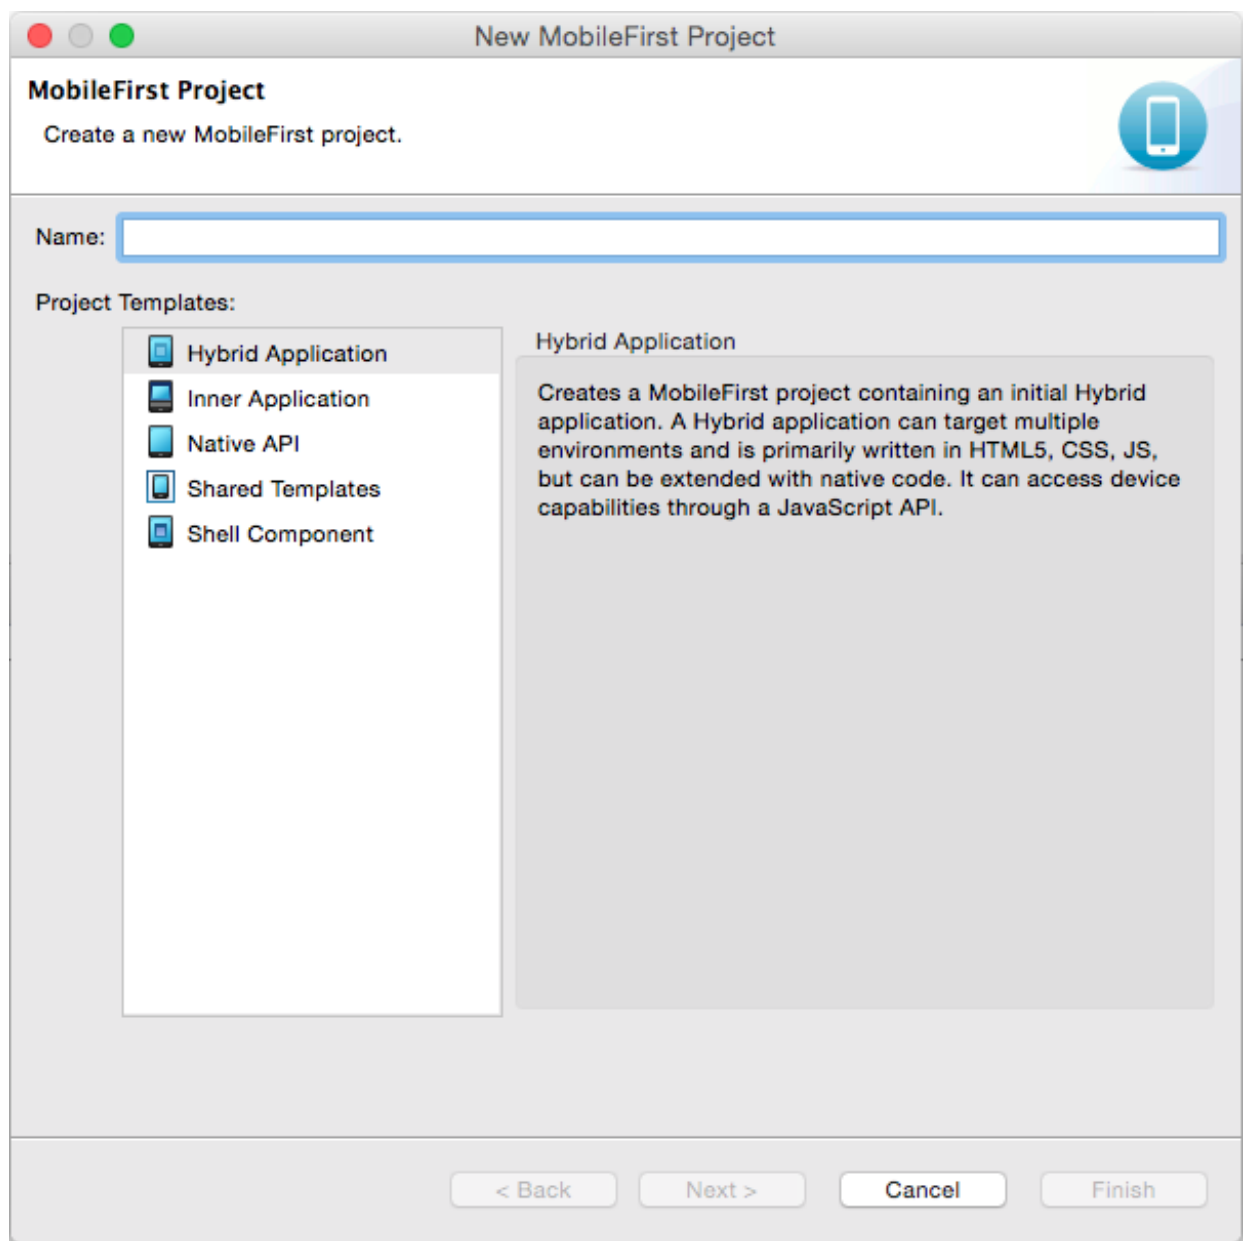 New MobileFirst Project
MobileFirst Project
Create a new MobileFirst project.
Name:
Project Templates:
Hybrid Application
Inner Application
Native API
Shared Templates
Shell Component
Hybrid Application
Creates a MobileFirst project containing an initial Hybrid
application. A Hybrid application can target multiple
environments and is primarily written in HTML5, CSS, JS,
but can be extended with native code. It can access device
capabilities through a JavaScript API.
< Back
Next >
Cancel
Finish